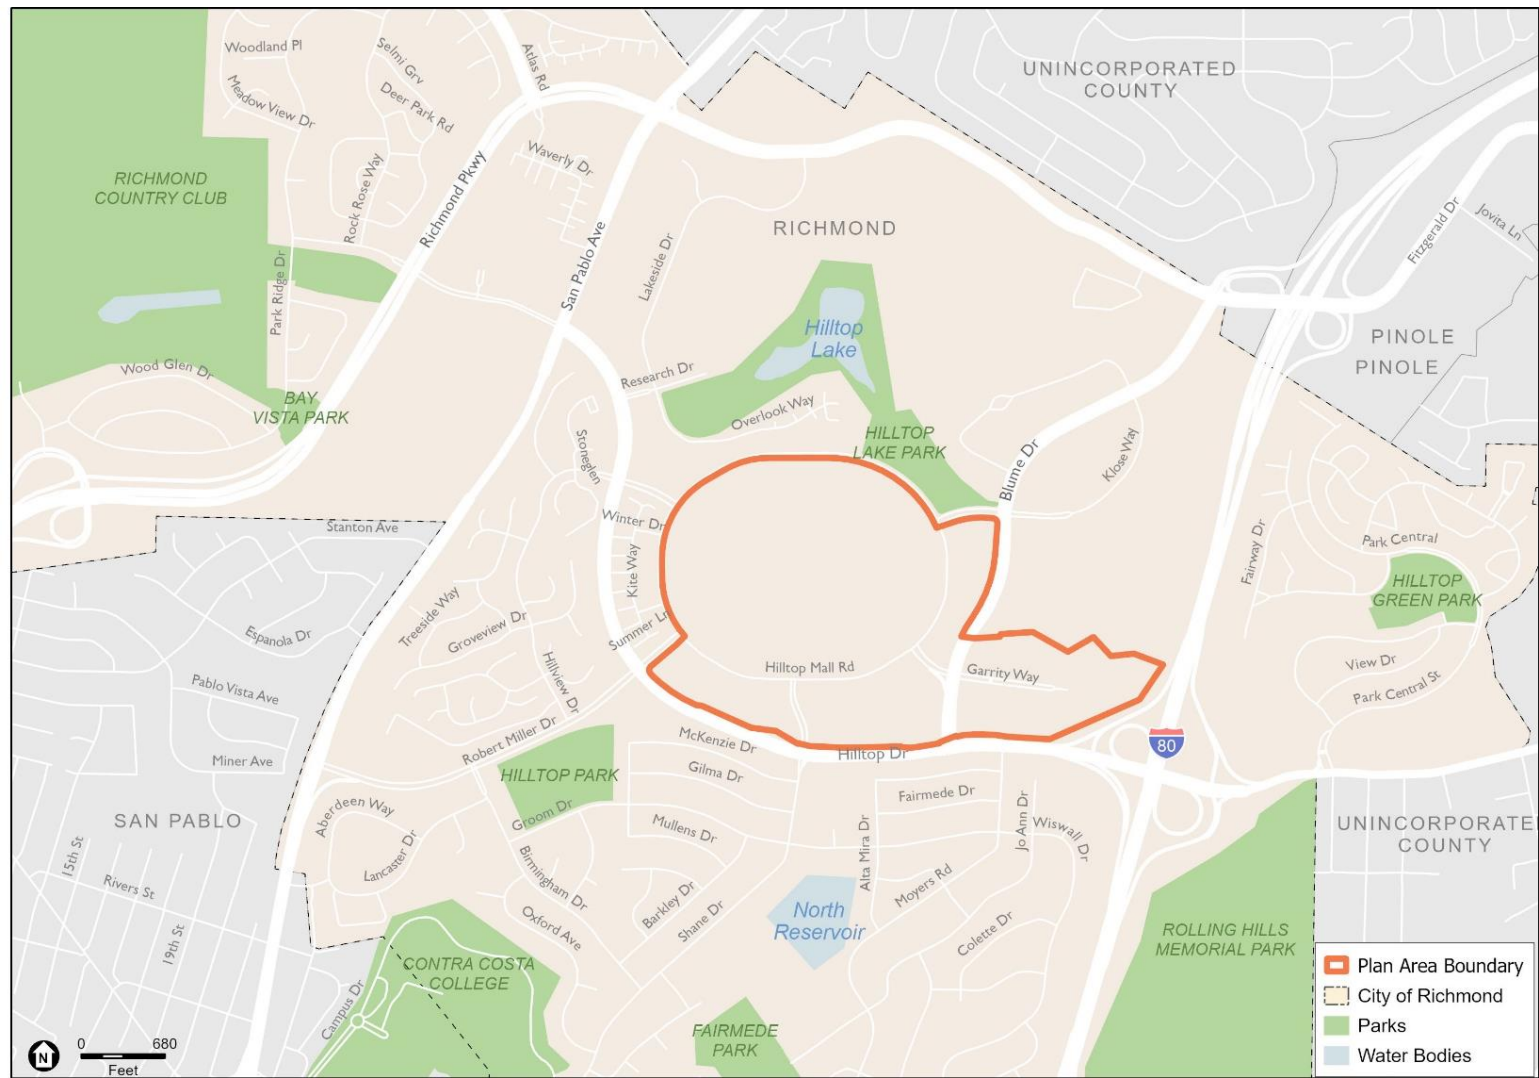 Woodland Pl
Selmi Grv
Atlas Rd
Meadow View Dr
Deer Park Rd
UNINCORPORATED
COUNTY
Waverly Dr
RICHMOND
COUNTRY CLUB
Rock Rose Way
Richmond Pkwy
San Pablo Ave
Lakeside Dr
RICHMOND
Fitzgerald Dr
Jovita Ln
Park Ridge Dr
Hilltop
Lake
PINOLE
PINOLE
Wood Glen Dr
Research Dr
BAY
VISTA PARK
Overlook Way
HILLTOP
LAKE PARK
Stoneglen
Blume Dr
Klose Way
Stanton Ave
Winter Dr
Fairway Dr
Park Central
Kite Way
HILLTOP
GREEN PARK
Treeside Way
Espanola Dr
Groveview Dr
Summer Ln
Hillview Dr
Hilltop Mall Rd
Garrity Way
View Dr
Park Central St
Pablo Vista Ave
Robert Miller Dr
McKenzie Dr
Hilltop Dr
80
Miner Ave
HILLTOP PARK
Gilma Dr
Fairmede Dr
Aberdeen Way
Groom Dr
Mullens Dr
Alta Mira Dr
Jo Ann Dr
Wiswall Dr
SAN PABLO
UNINCORPORATE
COUNTY
15th St
Lancaster Dr
Birmingham Dr
Moyers Rd
Rivers St
Barkley Dr
Shane Dr
North
Reservoir
Oxford Ave
Colette Dr
19th St
ROLLING HILLS
MEMORIAL PARK
CONTRA COSTA
COLLEGE
Campus Dr
FAIRMEDE
PARK
Plan Area Boundary
City of Richmond
Parks
Water Bodies
N
0 680
Feet